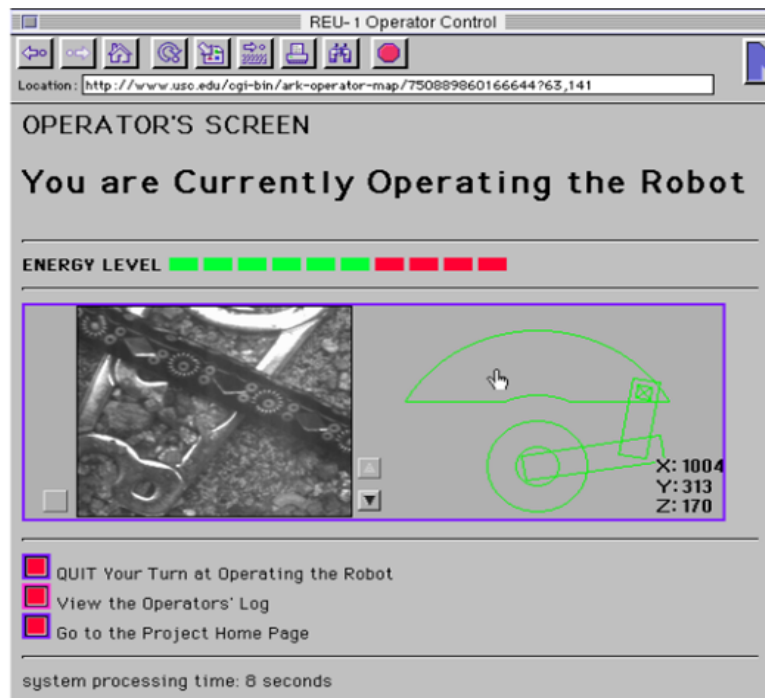 REU-1 Operator Control
Location: http://www.usc.edu/cgi-bin/ark-operator-map/750889860166644?63,141
OPERATOR'S SCREEN
You are Currently Operating the Robot
ENERGY LEVEL
X: 1004
Y: 313
Z: 170
QUIT Your Turn at Operating the Robot
View the Operators' Log
Go to the Project Home Page
system processing time: 8 seconds